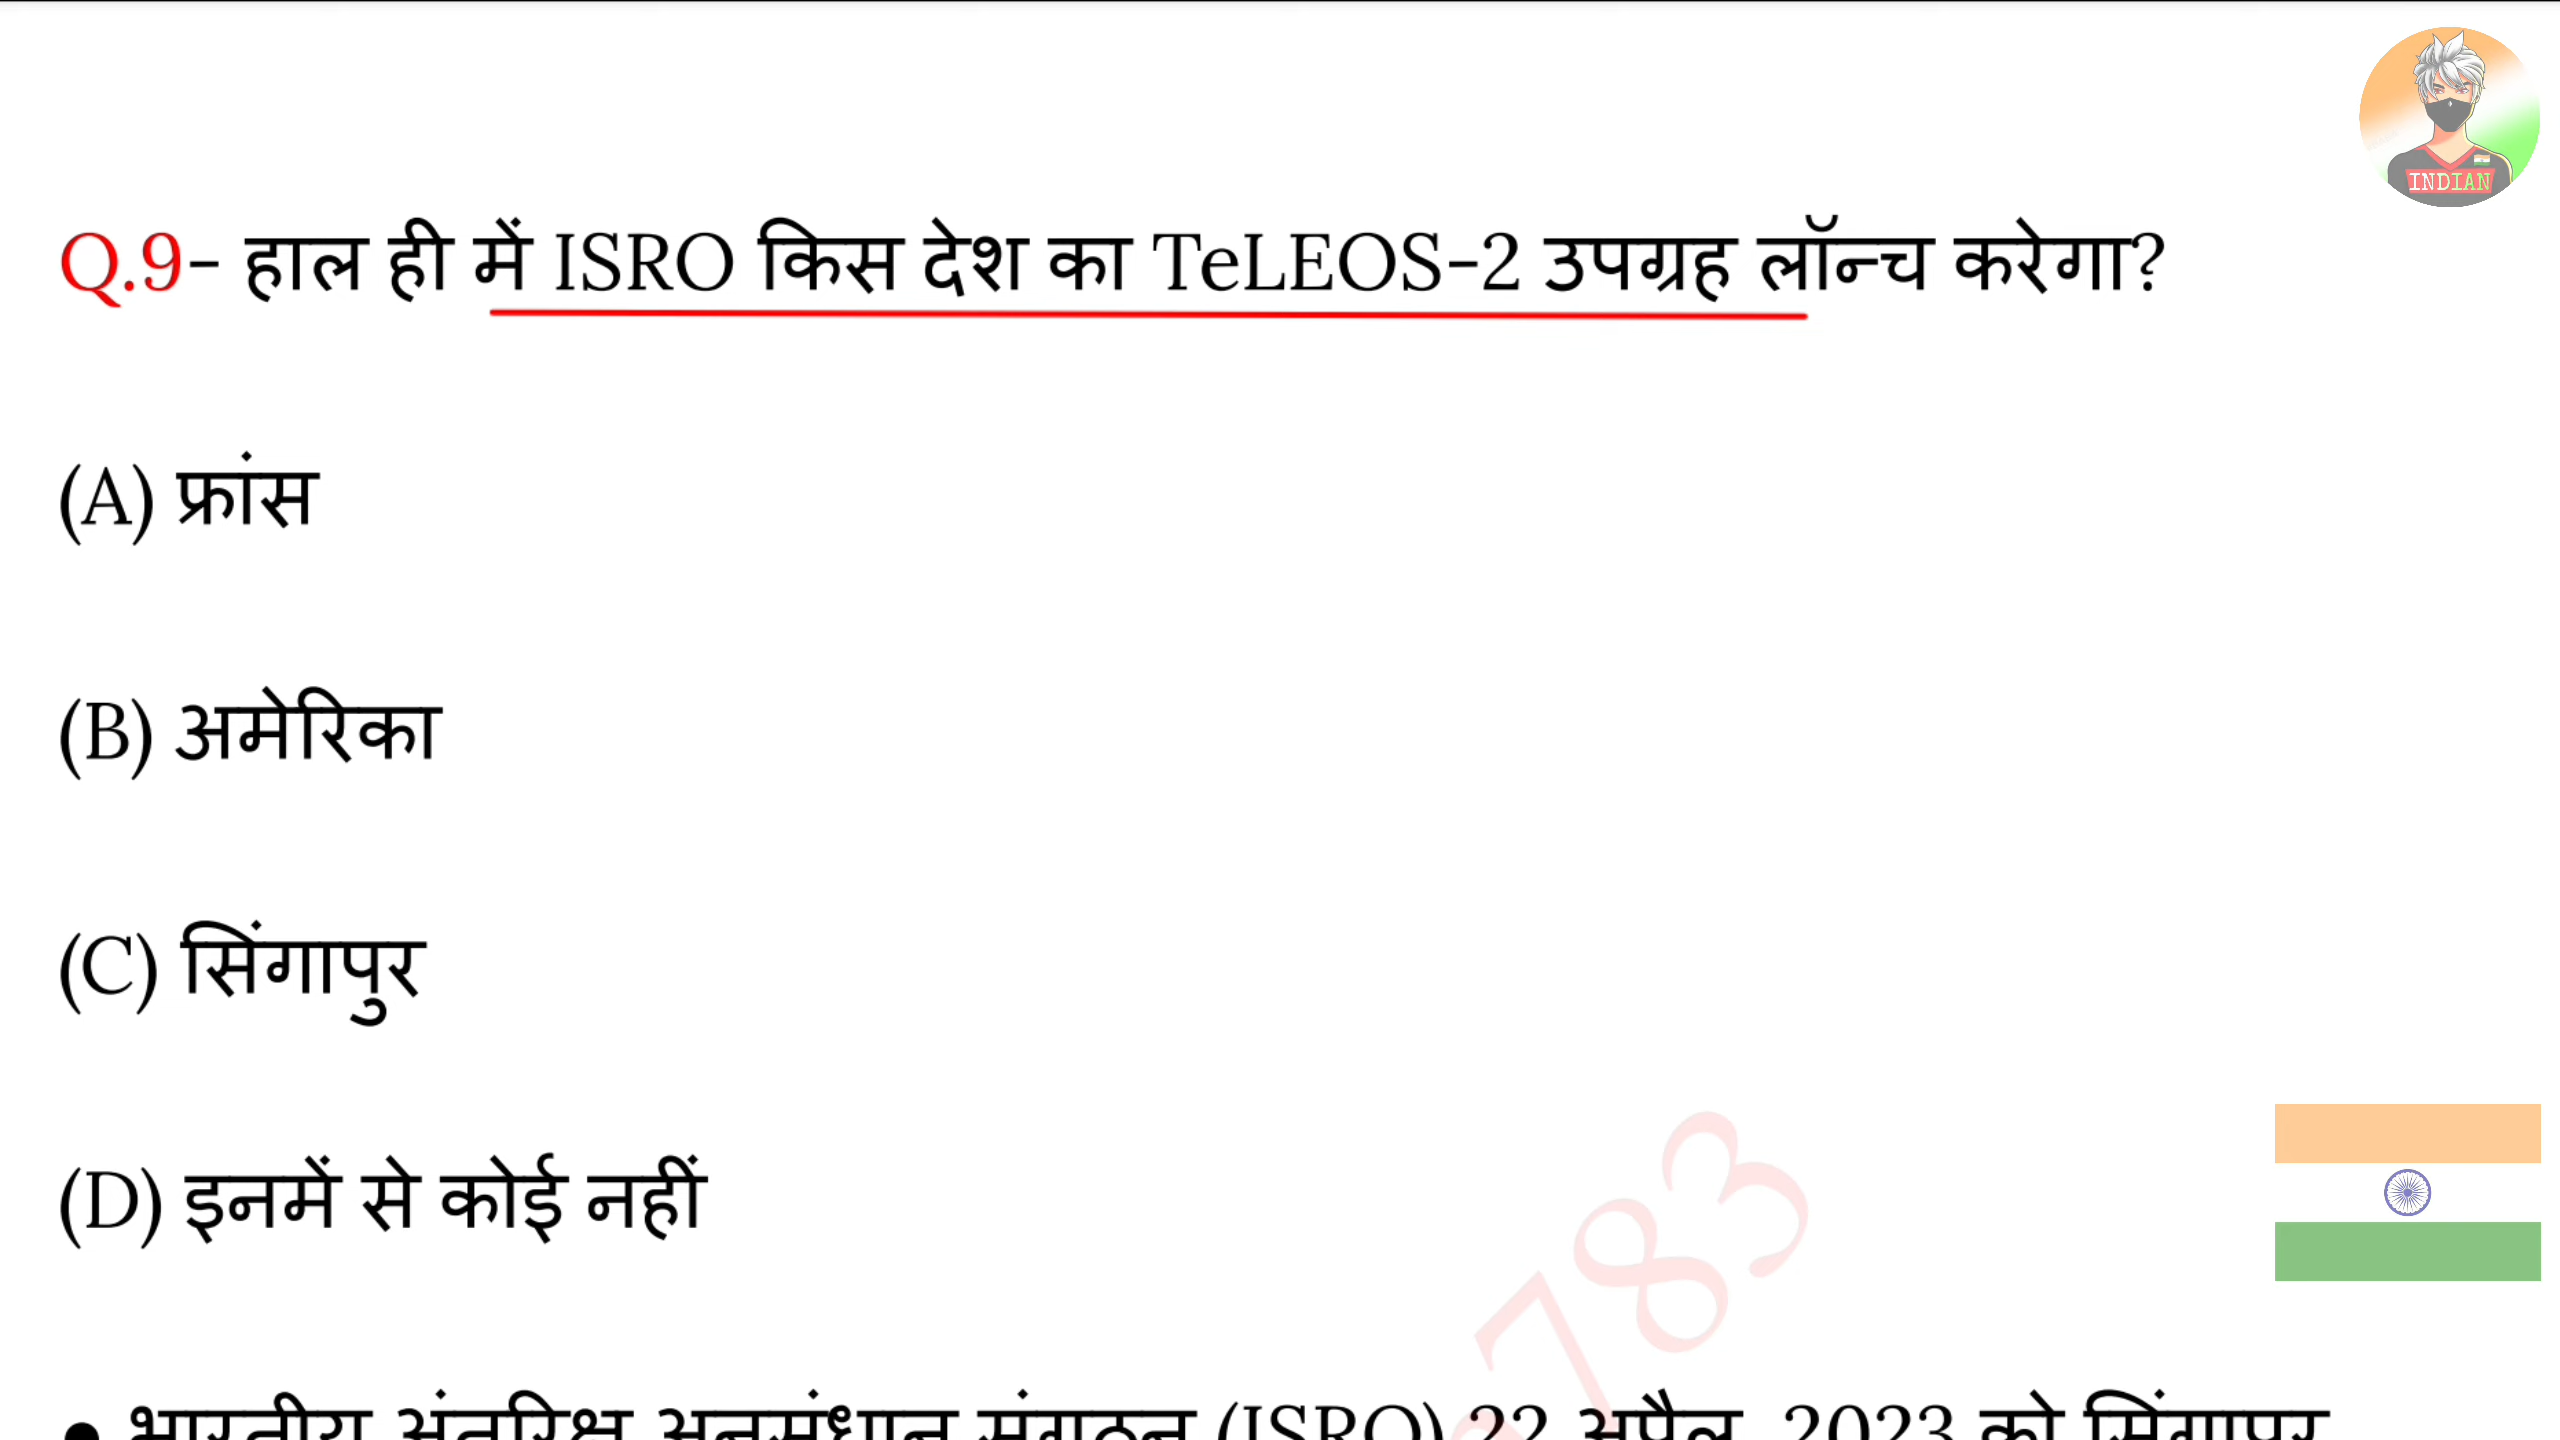 INDIAN
Q.9- हाल ही में ISRO किस देश का TeLEOS-2 उपग्रह लॉन्च करेगा?
(A) फ्रांस
(B) अमेरिका
(C) सिंगापुर
(D) इनमें से कोई नहीं
783
• भारतीय अंतरिक्ष अनुसंधान संगठन (ISRO) 22 अप्रैल, 2023 को सिंगापुर